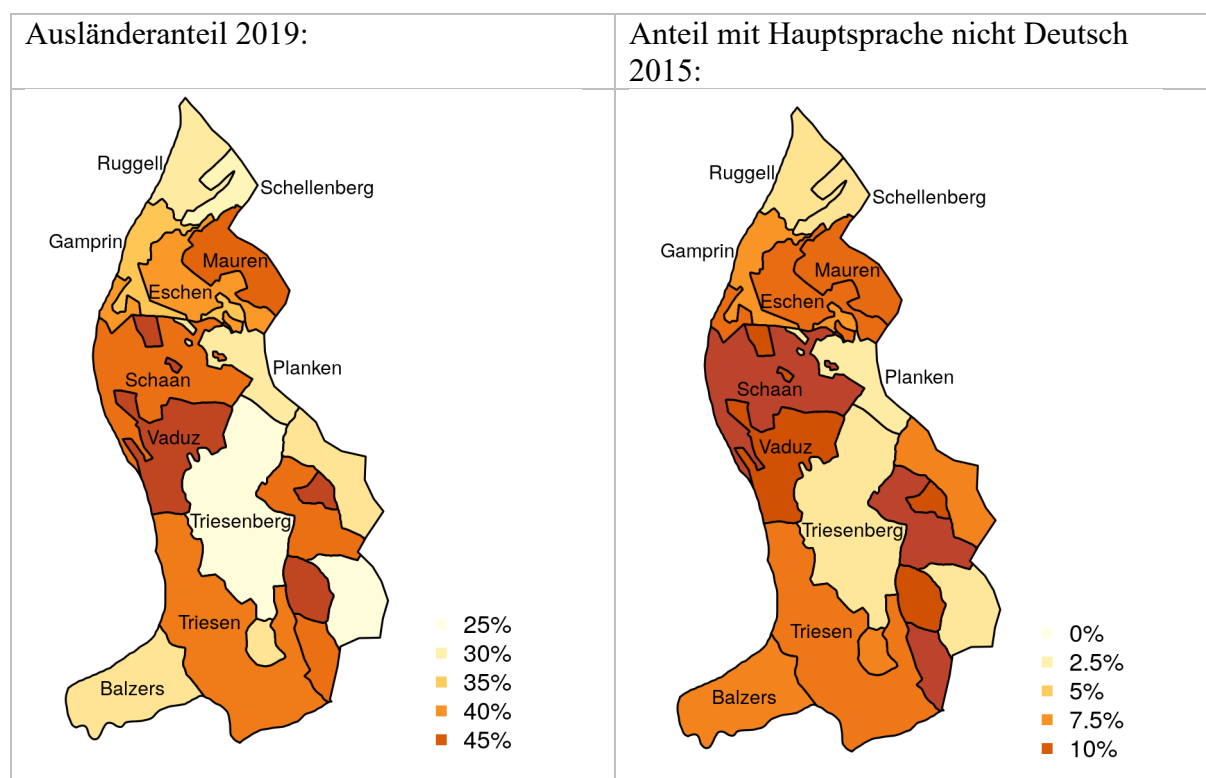 Ausländeranteil 2019:
Anteil mit Hauptsprache nicht Deutsch
2015:
Ruggell
Schellenberg
Gamprin
Mauren
Eschen
Planken
Schaan
Vaduz
Triesenberg
Triesen
Balzers
25%
30%
35%
40%
45%
Ruggell
Schellenberg
Gamprin
Mauren
Eschen
Planken
Schaan
Vaduz
Triesenberg
Triesen
Balzers
0%
2.5%
5%
7.5%
10%